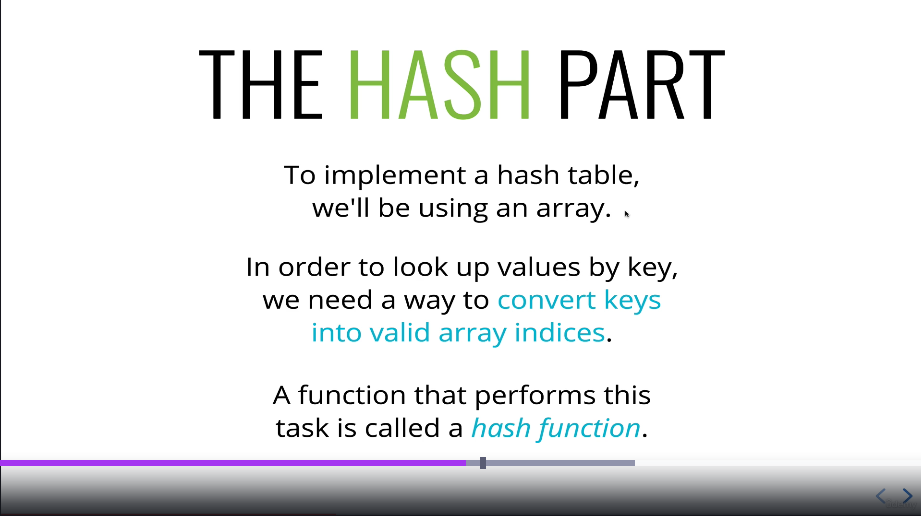 THE HASH PART
To implement a hash table,
we'll be using an array.
In order to look up values by key,
we need a way to convert keys
into valid array indices.
A function that performs this
task is called a hash function.